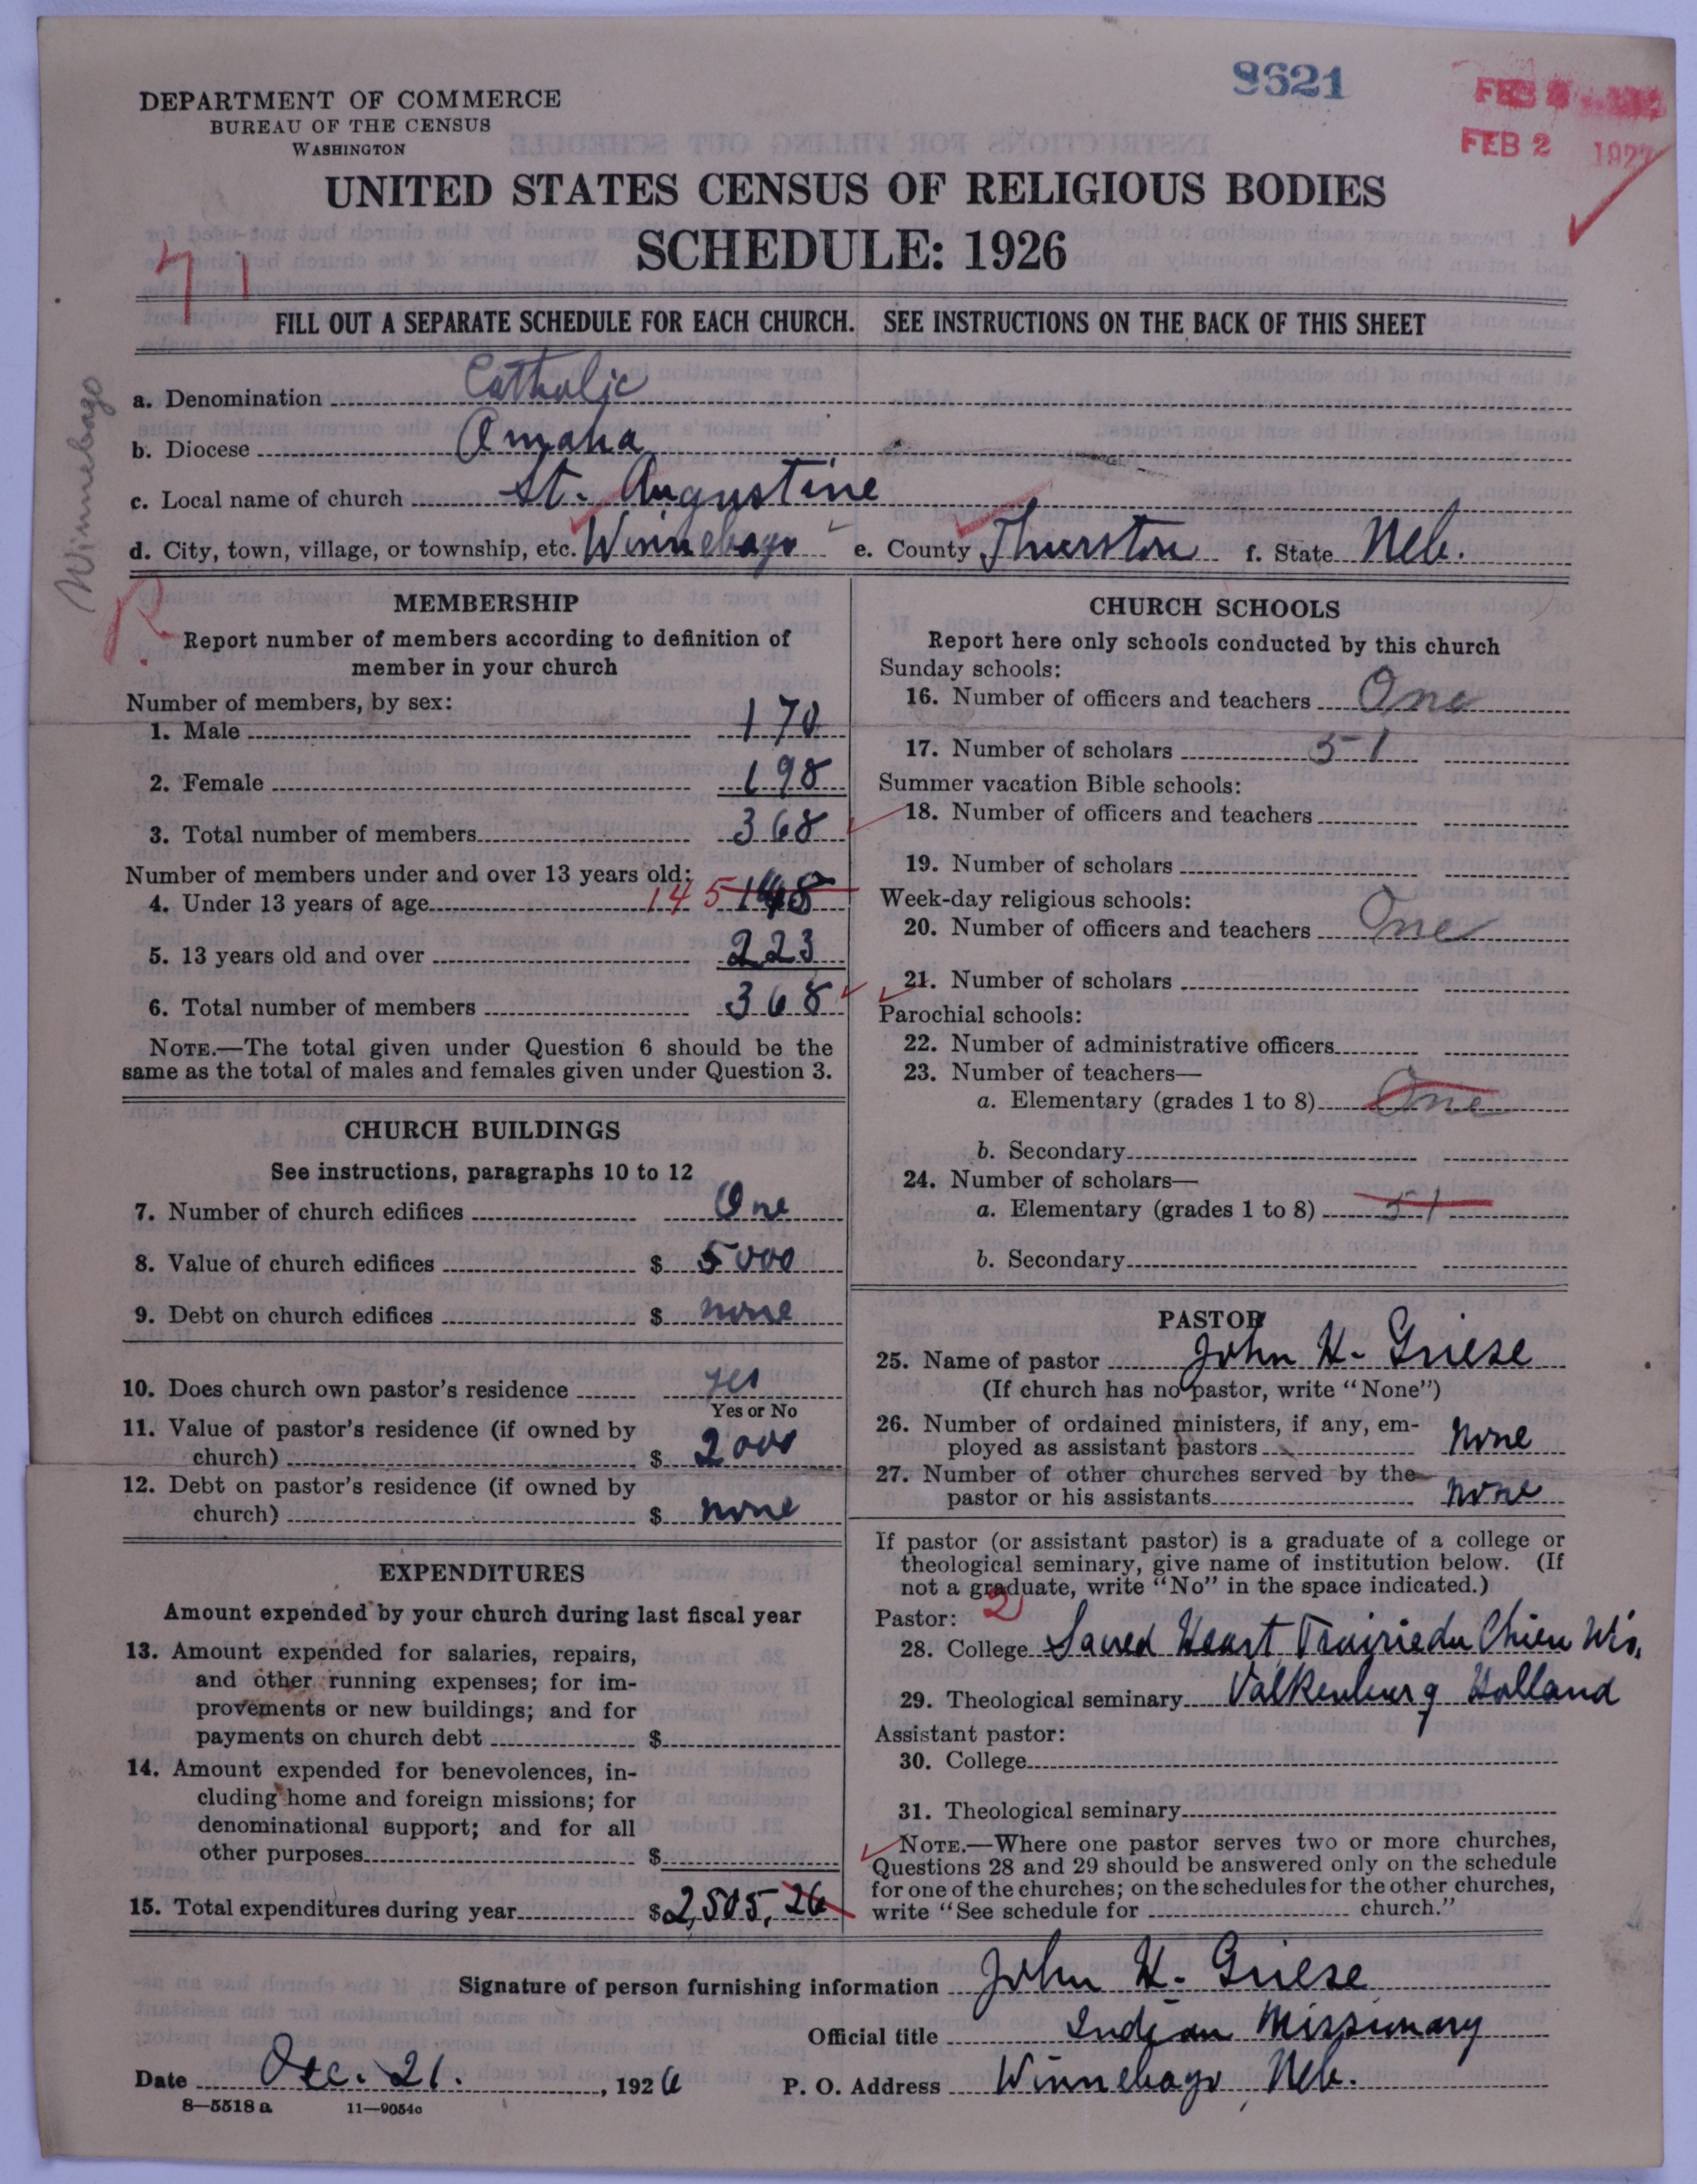 DEPARTMENT OF COMMERCE
BUREAU OF THE CENSUS
WASHINGTON
8621
FEB 2 1927
UNITED STATES CENSUS OF RELIGIOUS BODIES
SCHEDULE: 1926
71
FILL OUT A SEPARATE SCHEDULE FOR EACH CHURCH. SEE INSTRUCTIONS ON THE BACK OF THIS SHEET
Winnebago
a. Denomination Catholic
b. Diocese Omaha
c. Local name of church St. Augustine
d. City, town, village, or township, etc. Winnebago e. County Thurston f. State Neb.
MEMBERSHIP
Report number of members according to definition of
member in your church
Number of members, by sex:
1. Male 170
2. Female 198
3. Total number of members 368
Number of members under and over 13 years old:
4. Under 13 years of age 145 148
5. 13 years old and over 223
6. Total number of members 368
NOTE.—The total given under Question 6 should be the
same as the total of males and females given under Question 3.
CHURCH BUILDINGS
See instructions, paragraphs 10 to 12
7. Number of church edifices One
8. Value of church edifices $ 5000
9. Debt on church edifices $ none
10. Does church own pastor's residence yes
Yes or No
11. Value of pastor's residence (if owned by
church) $ 2000
12. Debt on pastor's residence (if owned by
church) $ none
EXPENDITURES
Amount expended by your church during last fiscal year
13. Amount expended for salaries, repairs,
and other running expenses; for im-
provements or new buildings; and for
payments on church debt $
14. Amount expended for benevolences, in-
cluding home and foreign missions; for
denominational support; and for all
other purposes $
15. Total expenditures during year $2,505,26
CHURCH SCHOOLS
Report here only schools conducted by this church
Sunday schools:
16. Number of officers and teachers One
17. Number of scholars 51
Summer vacation Bible schools:
18. Number of officers and teachers
19. Number of scholars
Week-day religious schools:
20. Number of officers and teachers One
21. Number of scholars
Parochial schools:
22. Number of administrative officers
23. Number of teachers—
a. Elementary (grades 1 to 8) One
b. Secondary
24. Number of scholars—
a. Elementary (grades 1 to 8) 51
b. Secondary
PASTOR
25. Name of pastor John H. Griese
(If church has no pastor, write "None")
26. Number of ordained ministers, if any, em-
ployed as assistant pastors None
27. Number of other churches served by the
pastor or his assistants None
If pastor (or assistant pastor) is a graduate of a college or
theological seminary, give name of institution below. (If
not a graduate, write "No" in the space indicated.)
Pastor: 2
28. College Sacred Heart Prairie du Chien Wis.
29. Theological seminary Valkenburg Holland
Assistant pastor:
30. College
31. Theological seminary
NOTE.—Where one pastor serves two or more churches,
Questions 28 and 29 should be answered only on the schedule
for one of the churches; on the schedules for the other churches,
write "See schedule for church."
Signature of person furnishing information John H. Griese
Official title Indian Missionary
Date Dec. 21. , 1926 P. O. Address Winnebago, Neb.
8—5518 a 11—9054c